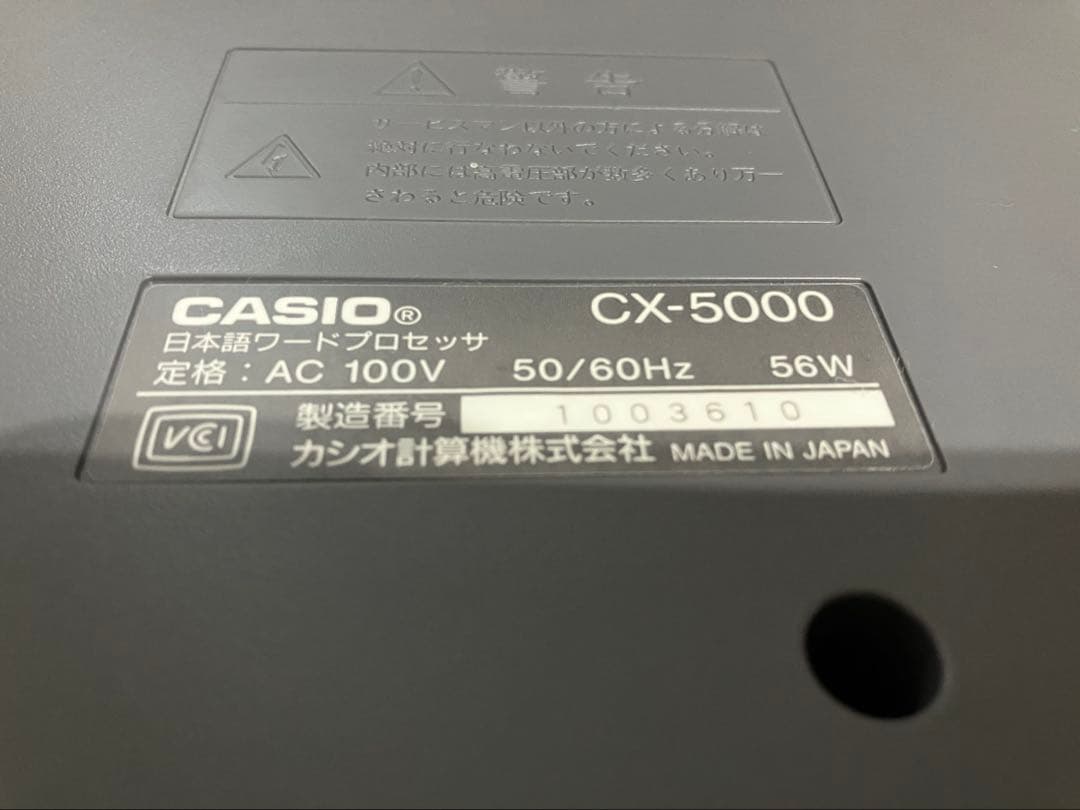 警告
サービスマン以外の方による分解は
絶対に行なわないでください。
内部には高電圧部が数多くあり万一
さわると危険です。
CASIO® CX-5000
日本語ワードプロセッサ
定格：AC 100V 50/60Hz 56W
VCCI 製造番号 1003610
カシオ計算機株式会社 MADE IN JAPAN